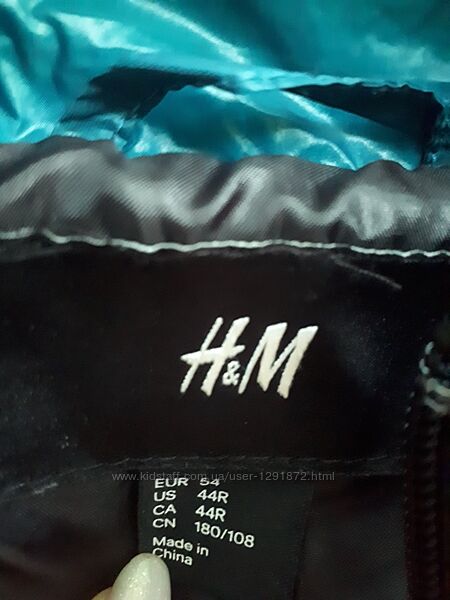 H&M
www.kidstaff.com.ua/user-1291872.html
EUR 54
US 44R
CA 44R
CN 180/108
Made in
China